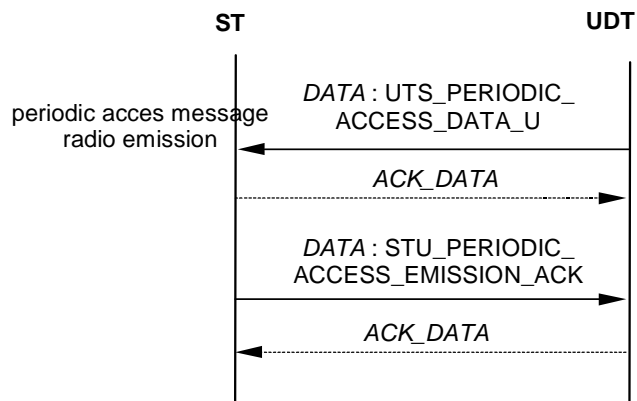 ST
UDT
DATA : UTS_PERIODIC_
ACCESS_DATA_U
periodic acces message
radio emission
ACK_DATA
DATA : STU_PERIODIC_
ACCESS_EMISSION_ACK
ACK_DATA